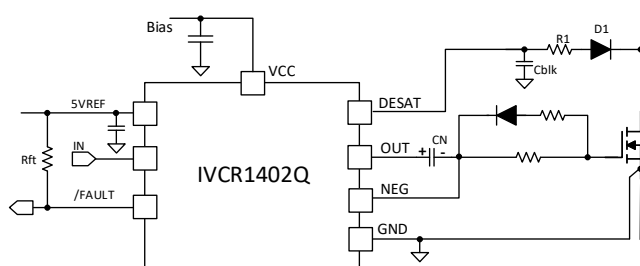 Bias
VCC
R1
D1
Cblk
DESAT
5VREF
IN
Rft
/FAULT
IVCR1402Q
OUT
+
CN
-
NEG
GND